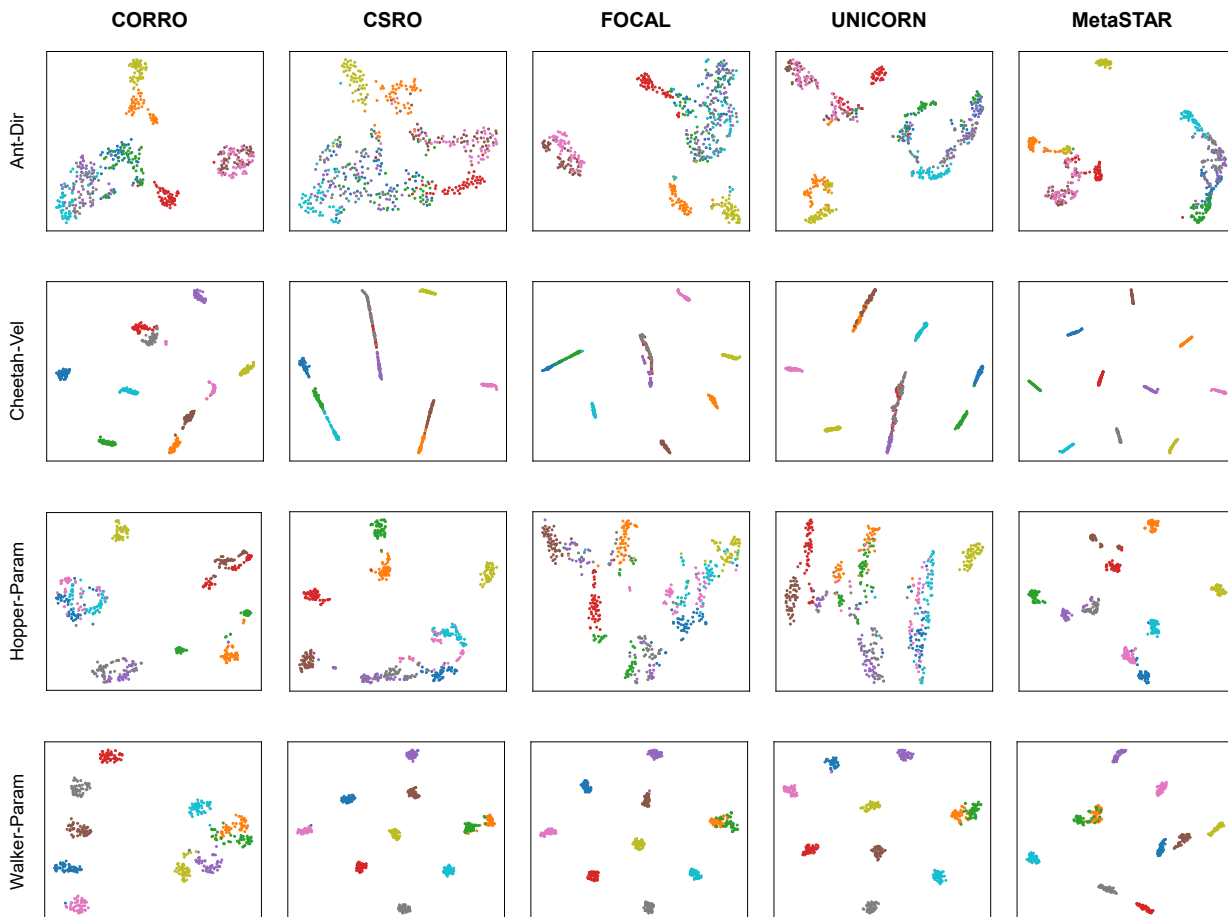 CORRO CSRO FOCAL UNICORN MetaSTAR
Ant-Dir
Cheetah-Vel
Hopper-Param
Walker-Param